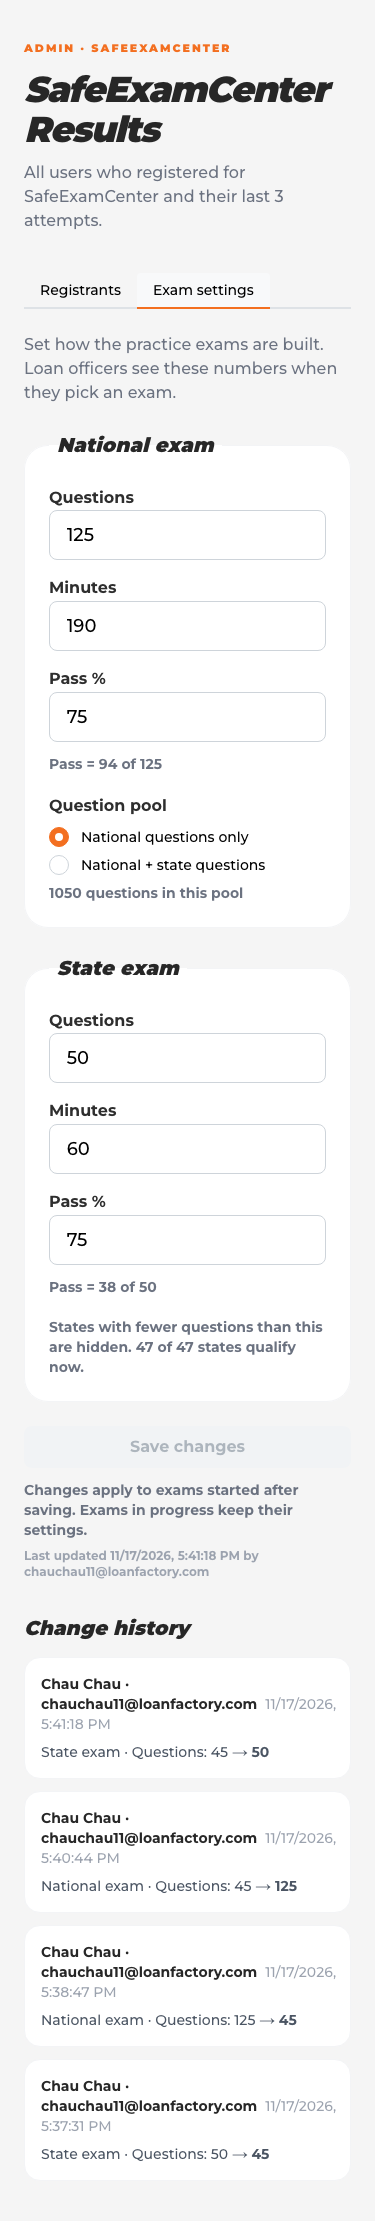 ADMIN · SAFEEXAMCENTER
SafeExamCenter
Results
All users who registered for
SafeExamCenter and their last 3
attempts.
Registrants
Exam settings
Set how the practice exams are built.
Loan officers see these numbers when
they pick an exam.
National exam
Questions
125
Minutes
190
Pass %
75
Pass = 94 of 125
Question pool
National questions only
National + state questions
1050 questions in this pool
State exam
Questions
50
Minutes
60
Pass %
75
Pass = 38 of 50
States with fewer questions than this
are hidden. 47 of 47 states qualify
now.
Save changes
Changes apply to exams started after
saving. Exams in progress keep their
settings.
Last updated 11/17/2026, 5:41:18 PM by
chauchau11@loanfactory.com
Change history
Chau Chau ·
chauchau11@loanfactory.com 11/17/2026,
5:41:18 PM
State exam · Questions: 45 → 50
Chau Chau ·
chauchau11@loanfactory.com 11/17/2026,
5:40:44 PM
National exam · Questions: 45 → 125
Chau Chau ·
chauchau11@loanfactory.com 11/17/2026,
5:38:47 PM
National exam · Questions: 125 → 45
Chau Chau ·
chauchau11@loanfactory.com 11/17/2026,
5:37:31 PM
State exam · Questions: 50 → 45